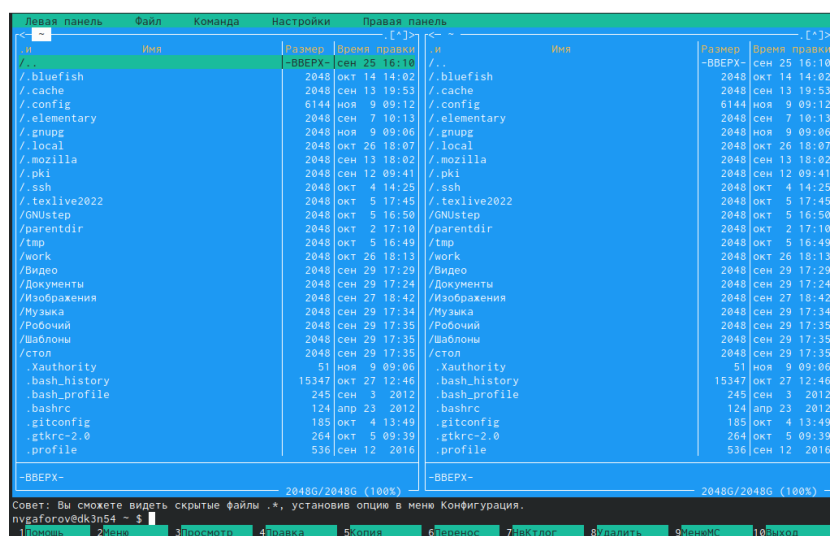 Левая панель Файл Команда Настройки Правая панель
<─ ~ .[^]> <─ ~ .[^]>
.и Имя Размер Время правки .и Имя Размер Время правки
/.. -ВВЕРХ- сен 25 16:10 /.. -ВВЕРХ- сен 25 16:10
/.bluefish 2048 окт 14 14:02 /.bluefish 2048 окт 14 14:02
/.cache 2048 сен 13 19:53 /.cache 2048 сен 13 19:53
/.config 6144 ноя 9 09:12 /.config 6144 ноя 9 09:12
/.elementary 2048 сен 7 10:13 /.elementary 2048 сен 7 10:13
/.gnupg 2048 ноя 9 09:06 /.gnupg 2048 ноя 9 09:06
/.local 2048 окт 26 18:07 /.local 2048 окт 26 18:07
/.mozilla 2048 сен 13 18:02 /.mozilla 2048 сен 13 18:02
/.pki 2048 сен 12 09:41 /.pki 2048 сен 12 09:41
/.ssh 2048 окт 4 14:25 /.ssh 2048 окт 4 14:25
/.texlive2022 2048 окт 5 17:45 /.texlive2022 2048 окт 5 17:45
/GNUstep 2048 окт 5 16:50 /GNUstep 2048 окт 5 16:50
/parentdir 2048 окт 2 17:10 /parentdir 2048 окт 2 17:10
/tmp 2048 окт 5 16:49 /tmp 2048 окт 5 16:49
/work 2048 окт 26 18:13 /work 2048 окт 26 18:13
/Видео 2048 сен 29 17:29 /Видео 2048 сен 29 17:29
/Документы 2048 сен 29 17:24 /Документы 2048 сен 29 17:24
/Изображения 2048 сен 27 18:42 /Изображения 2048 сен 27 18:42
/Музыка 2048 сен 29 17:34 /Музыка 2048 сен 29 17:34
/Робочий 2048 сен 29 17:35 /Робочий 2048 сен 29 17:35
/Шаблоны 2048 сен 29 17:35 /Шаблоны 2048 сен 29 17:35
/стол 2048 сен 29 17:35 /стол 2048 сен 29 17:35
.Xauthority 51 ноя 9 09:06 .Xauthority 51 ноя 9 09:06
.bash_history 15347 окт 27 12:46 .bash_history 15347 окт 27 12:46
.bash_profile 245 сен 3 2012 .bash_profile 245 сен 3 2012
.bashrc 124 апр 23 2012 .bashrc 124 апр 23 2012
.gitconfig 185 окт 4 13:49 .gitconfig 185 окт 4 13:49
.gtkrc-2.0 264 окт 5 09:39 .gtkrc-2.0 264 окт 5 09:39
.profile 536 сен 12 2016 .profile 536 сен 12 2016
-ВВЕРХ- -ВВЕРХ-
2048G/2048G (100%) 2048G/2048G (100%)
Совет: Вы сможете видеть скрытые файлы .*, установив опцию в меню Конфигурация.
nvgaforov@dk3n54 ~ $
1Помощь 2Меню 3Просмотр 4Правка 5Копия 6Перенос 7НвКтлог 8Удалить 9МенюMC 10Выход